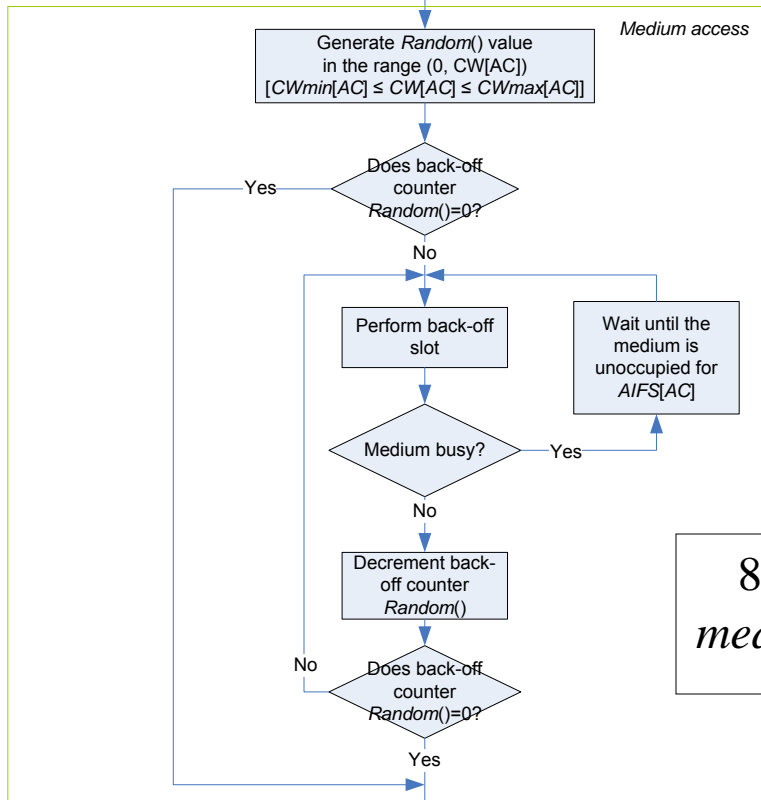 Medium access
Generate Random() value
in the range (0, CW[AC])
[CWmin[AC] ≤ CW[AC] ≤ CWmax[AC]]
Does back-off
counter
Random()=0?
Yes
No
Perform back-off
slot
Wait until the
medium is
unoccupied for
AIFS[AC]
Medium busy?
Yes
No
Decrement back-
off counter
Random()
No
Does back-off
counter
Random()=0?
Yes
8